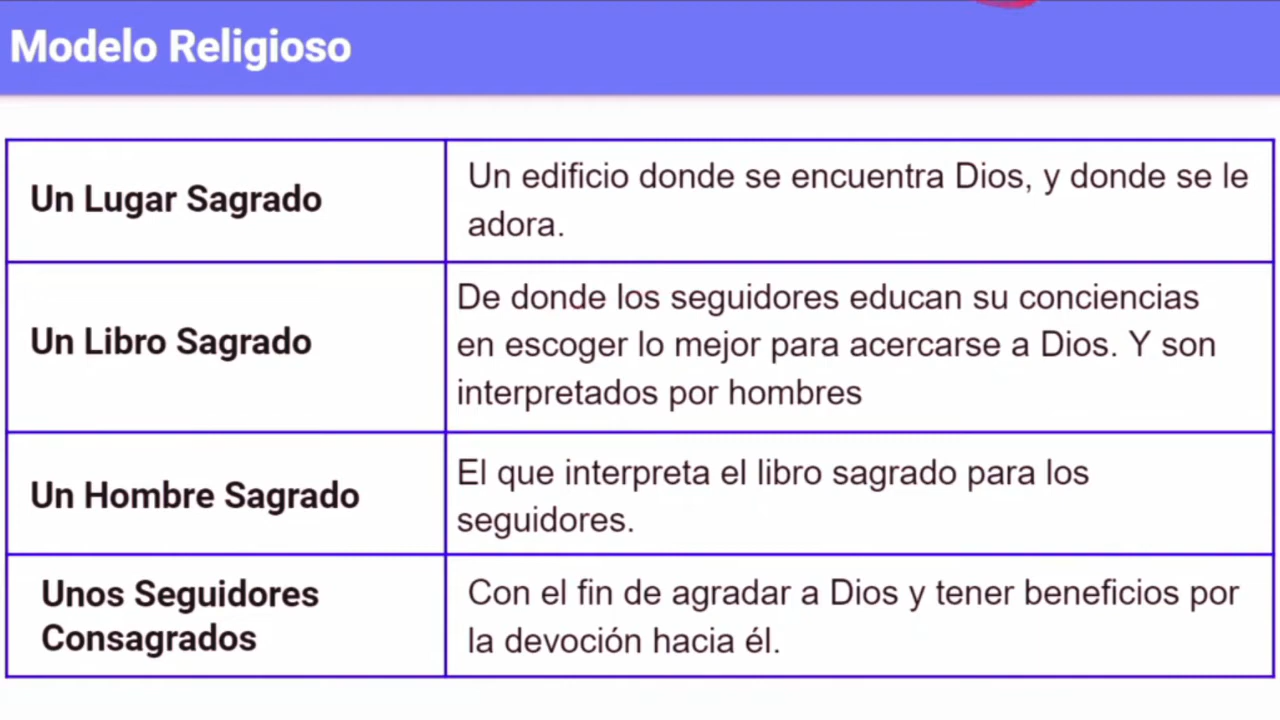 Modelo Religioso
Un Lugar Sagrado
Un edificio donde se encuentra Dios, y donde se le
adora.
Un Libro Sagrado
De donde los seguidores educan su conciencias
en escoger lo mejor para acercarse a Dios. Y son
interpretados por hombres
Un Hombre Sagrado
El que interpreta el libro sagrado para los
seguidores.
Unos Seguidores
Consagrados
Con el fin de agradar a Dios y tener beneficios por
la devoción hacia él.